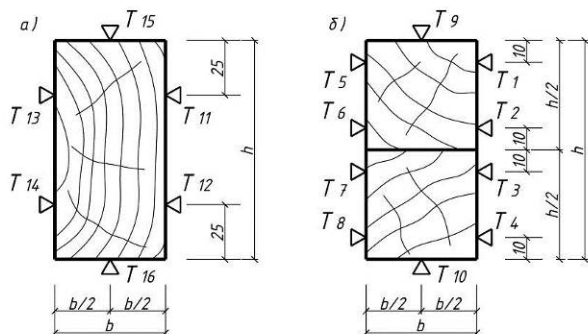 а) T 15 б) T 9
25 10
T 5 T 1
T 13 T 11 h/2
T 6 T 2
10
h h
10
T 14 T 12 T 7 T 3
h/2
25 T 8 T 4
10
T 16 T 10
b/2 b/2 b/2 b/2
b b